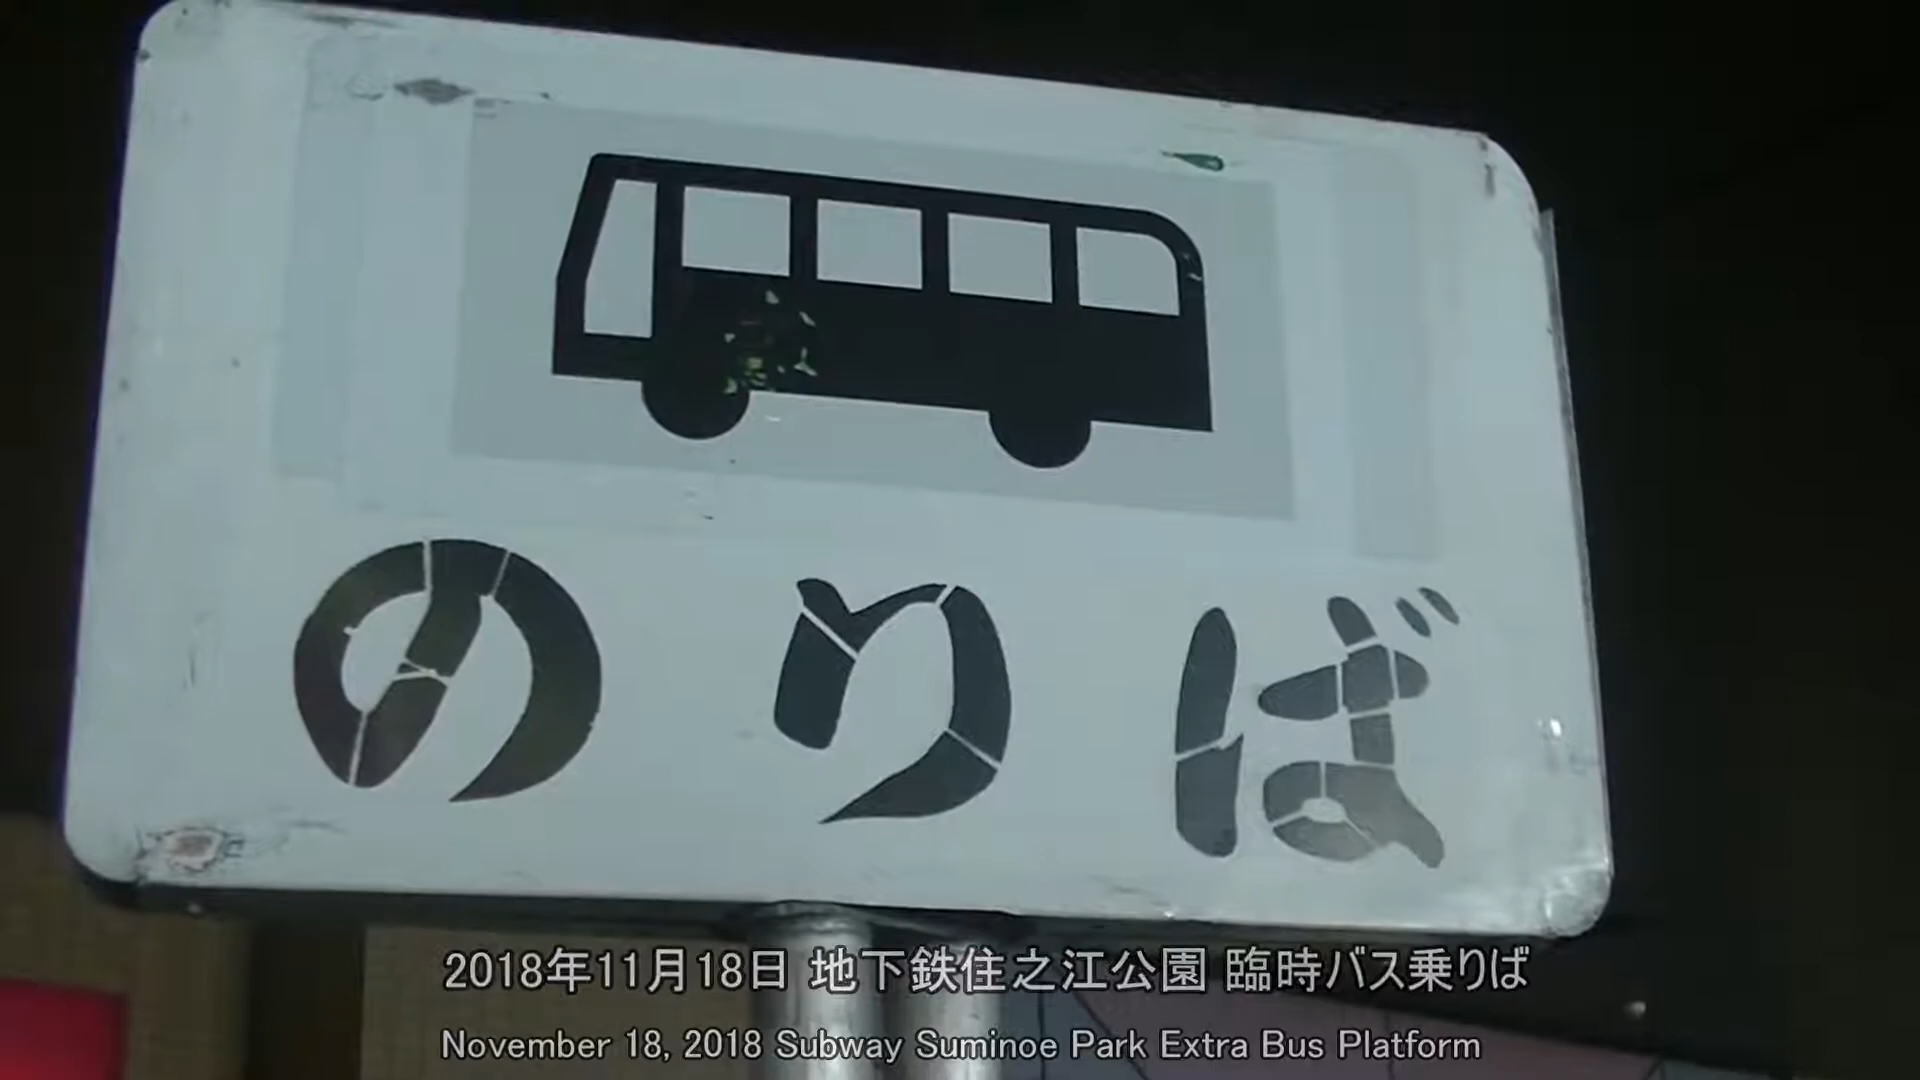 のりば
2018年11月18日 地下鉄住之江公園 臨時バス乗りば
November 18, 2018 Subway Suminoe Park Extra Bus Platform